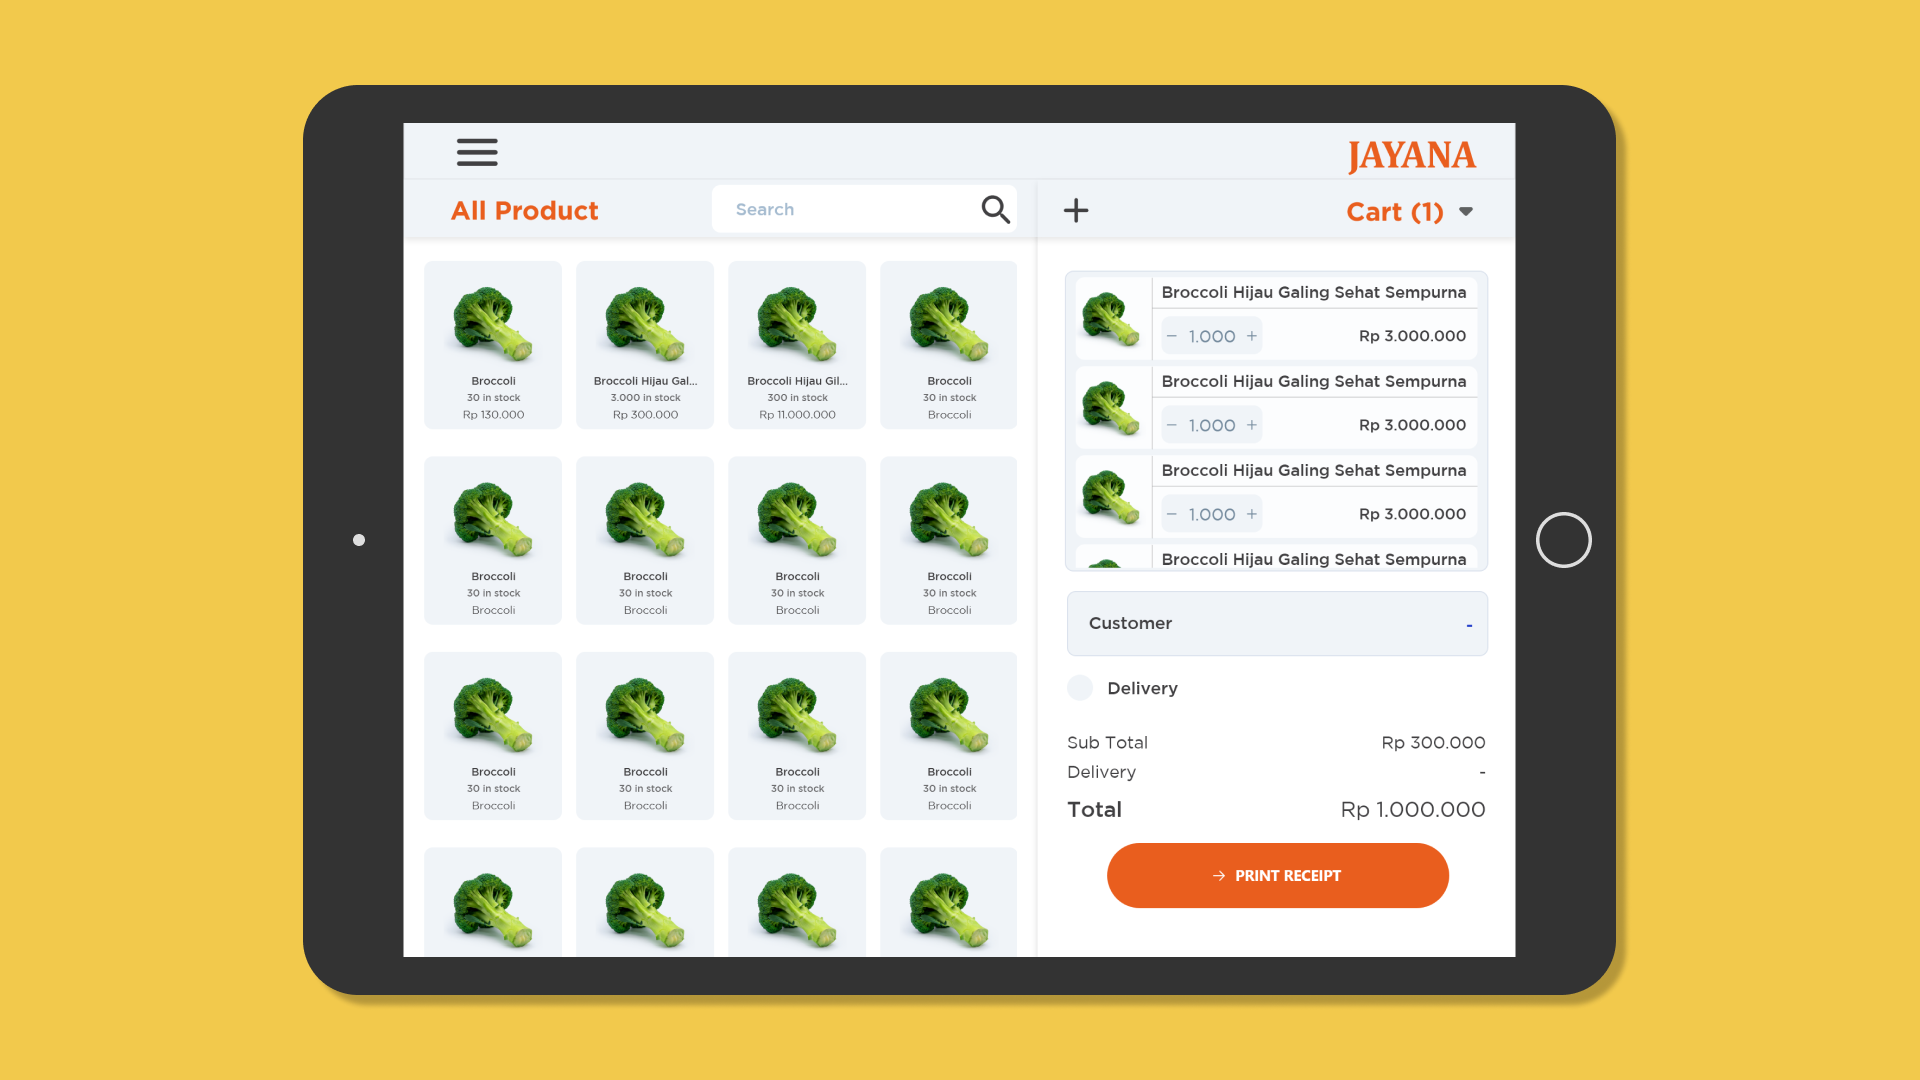 JAYANA
All Product
Search
Cart (1)
Broccoli
30 in stock
Rp 130.000
Broccoli Hijau Gal...
3.000 in stock
Rp 300.000
Broccoli Hijau Gil...
300 in stock
Rp 11.000.000
Broccoli
30 in stock
Broccoli
Broccoli
30 in stock
Broccoli
Broccoli
30 in stock
Broccoli
Broccoli
30 in stock
Broccoli
Broccoli
30 in stock
Broccoli
Broccoli
30 in stock
Broccoli
Broccoli
30 in stock
Broccoli
Broccoli
30 in stock
Broccoli
Broccoli
30 in stock
Broccoli
Broccoli Hijau Galing Sehat Sempurna
− 1.000 + Rp 3.000.000
Broccoli Hijau Galing Sehat Sempurna
− 1.000 + Rp 3.000.000
Broccoli Hijau Galing Sehat Sempurna
− 1.000 + Rp 3.000.000
Broccoli Hijau Galing Sehat Sempurna
Customer -
Delivery
Sub Total Rp 300.000
Delivery -
Total Rp 1.000.000
→ PRINT RECEIPT